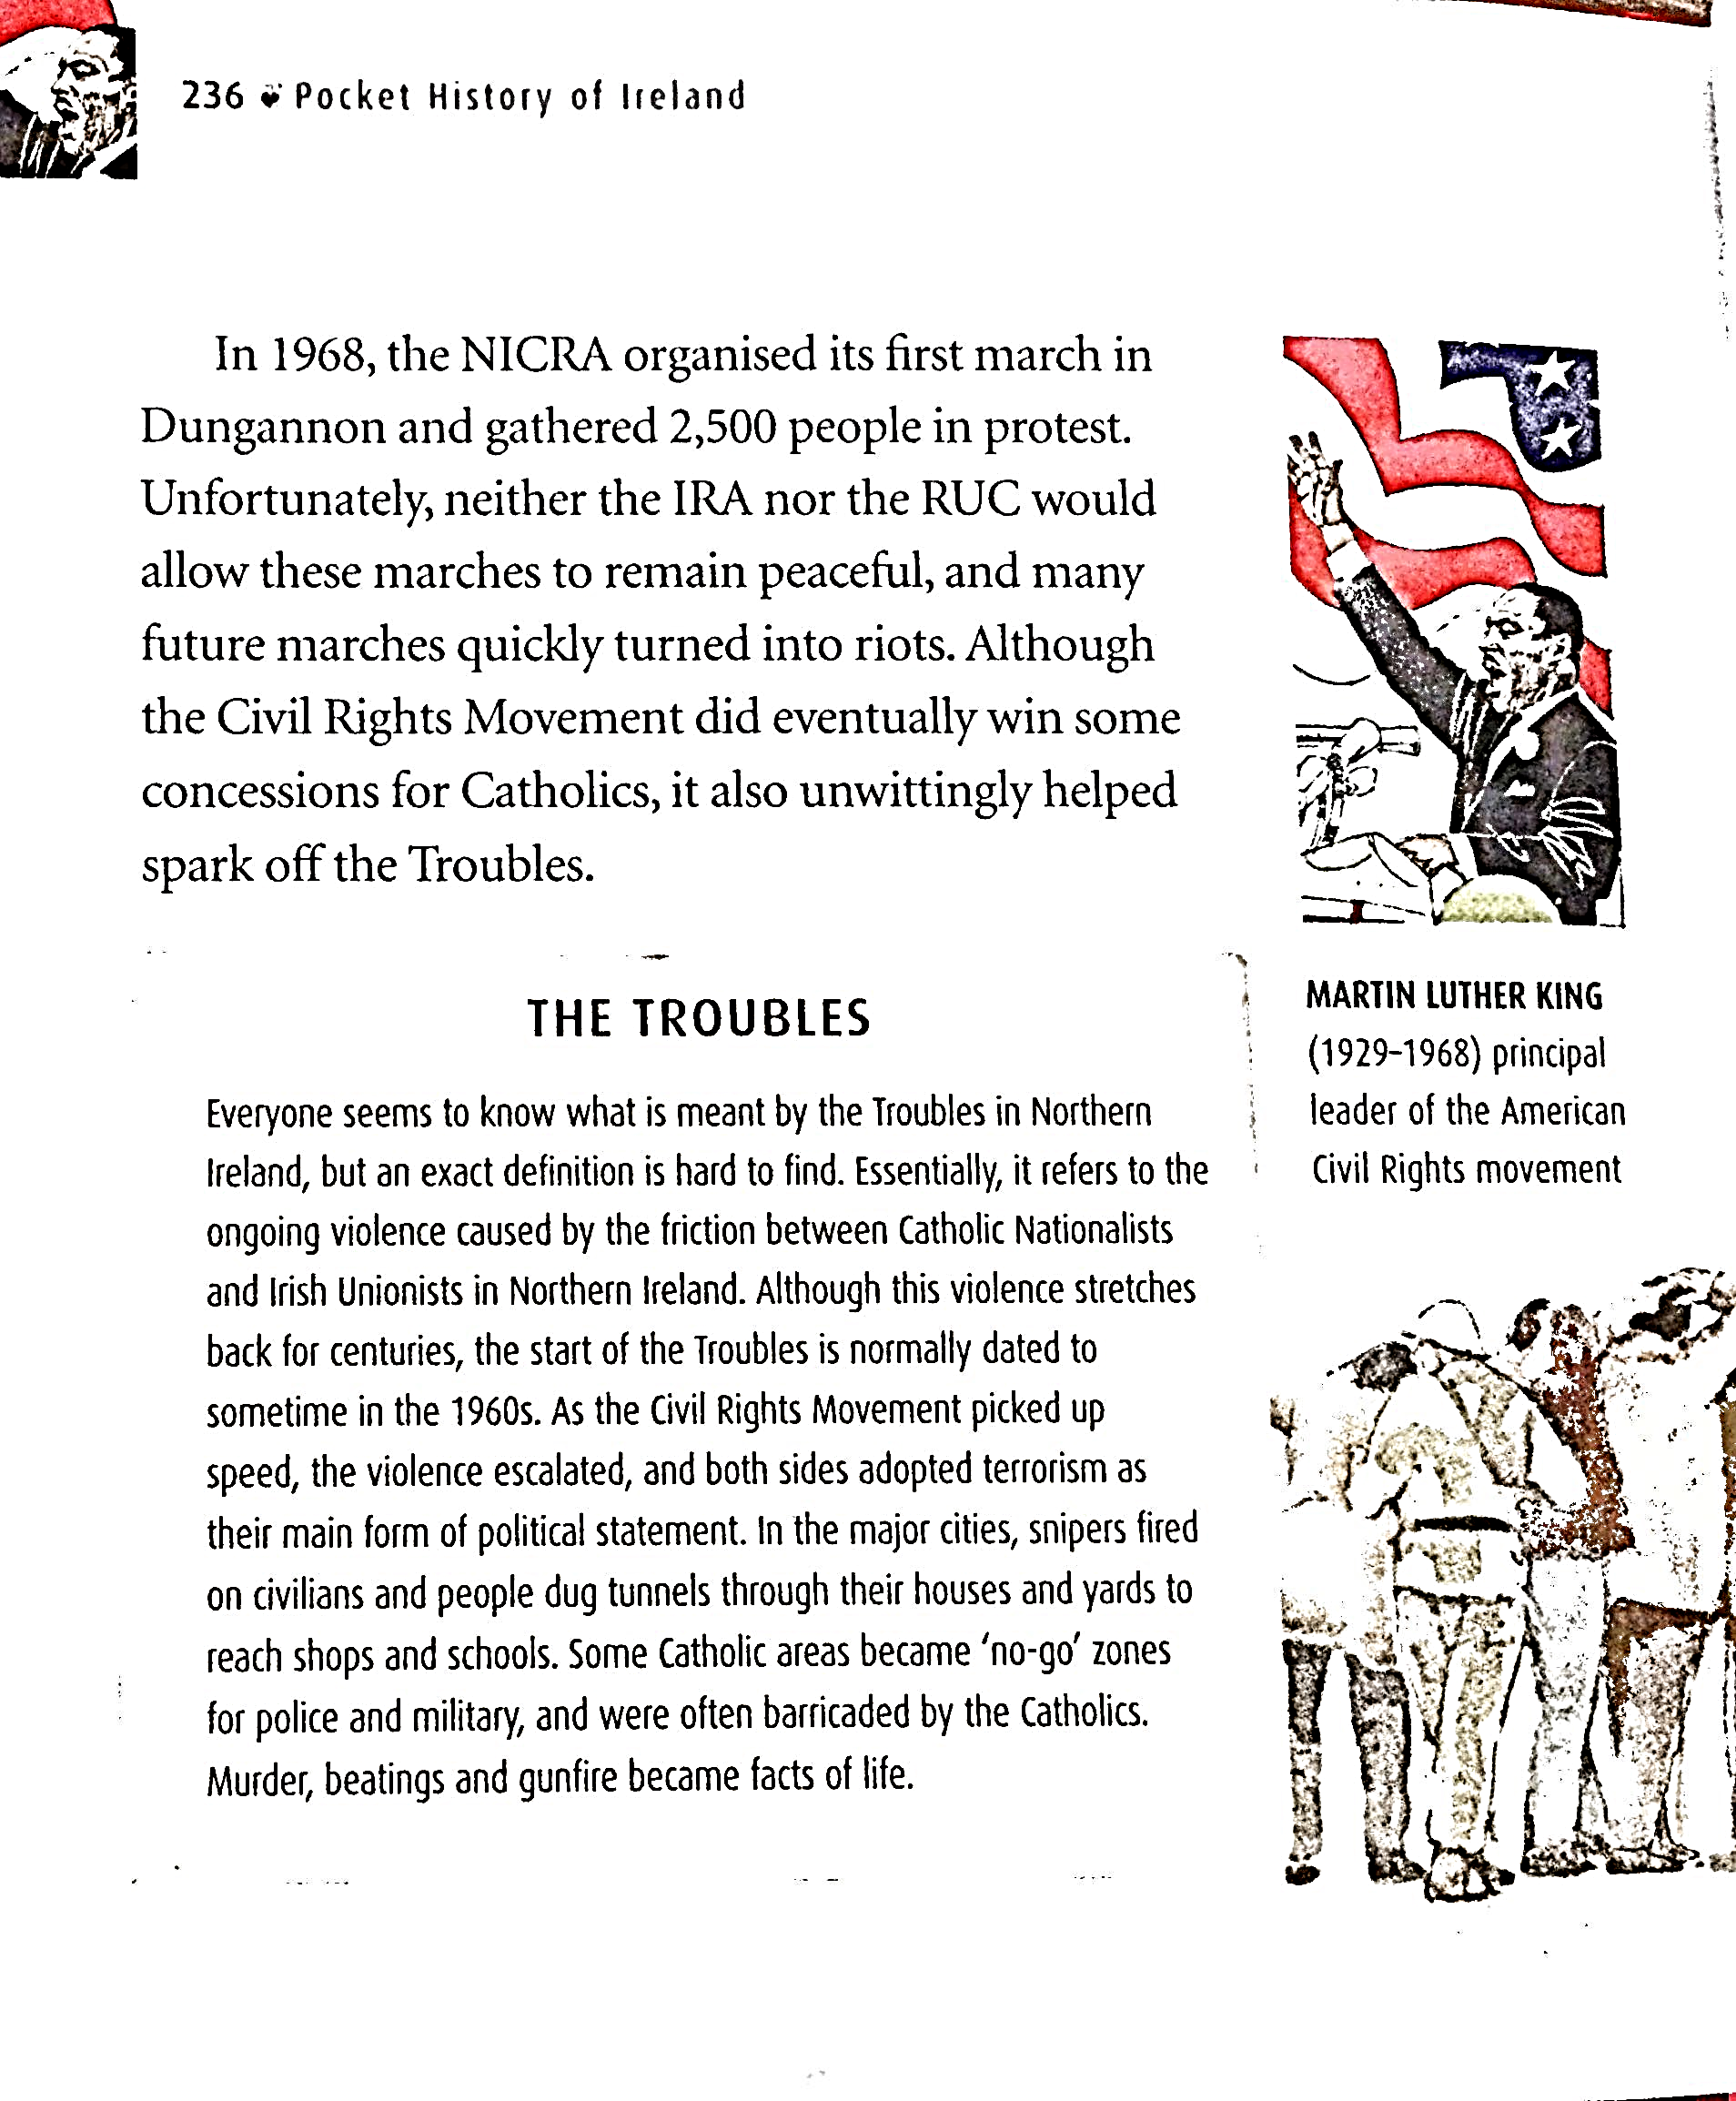 236 Pocket History of Ireland
In 1968, the NICRA organised its first march in
Dungannon and gathered 2,500 people in protest.
Unfortunately, neither the IRA nor the RUC would
allow these marches to remain peaceful, and many
future marches quickly turned into riots. Although
the Civil Rights Movement did eventually win some
concessions for Catholics, it also unwittingly helped
spark off the Troubles.
THE TROUBLES
Everyone seems to know what is meant by the Troubles in Northern
Ireland, but an exact definition is hard to find. Essentially, it refers to the
ongoing violence caused by the friction between Catholic Nationalists
and Irish Unionists in Northern Ireland. Although this violence stretches
back for centuries, the start of the Troubles is normally dated to
sometime in the 1960s. As the Civil Rights Movement picked up
speed, the violence escalated, and both sides adopted terrorism as
their main form of political statement. In the major cities, snipers fired
on civilians and people dug tunnels through their houses and yards to
reach shops and schools. Some Catholic areas became ‘no-go’ zones
for police and military, and were often barricaded by the Catholics.
Murder, beatings and gunfire became facts of life.
MARTIN LUTHER KING
(1929–1968) principal
leader of the American
Civil Rights movement